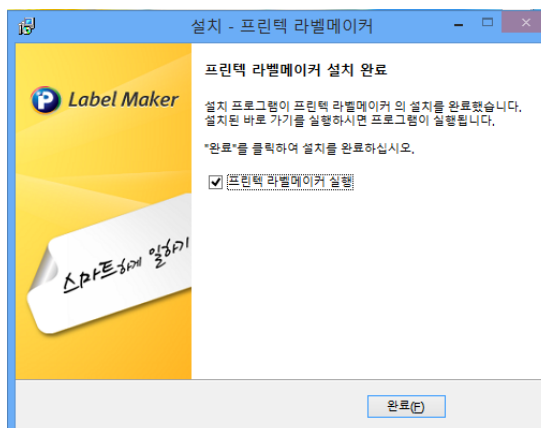 설치 - 프린텍 라벨메이커
Label Maker
스마트하게 일하기
프린텍 라벨메이커 설치 완료
설치 프로그램이 프린텍 라벨메이커 의 설치를 완료했습니다.
설치된 바로 가기를 실행하시면 프로그램이 실행됩니다.
"완료"를 클릭하여 설치를 완료하십시오.
프린텍 라벨메이커 실행
완료(F)